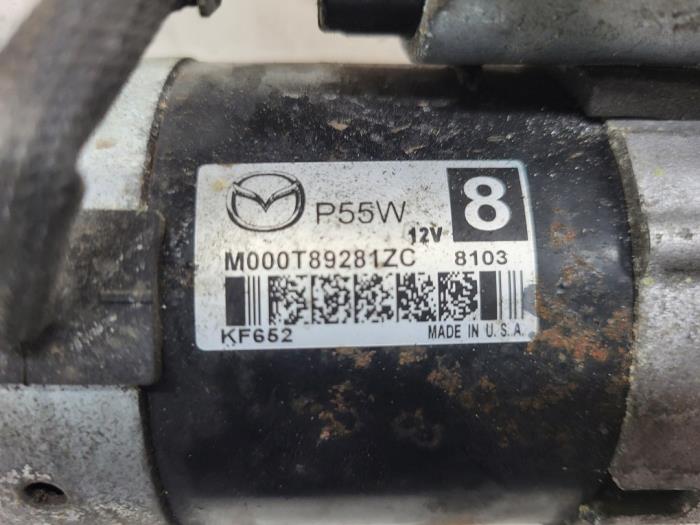 P55W 8
12V
M000T89281ZC 8103
KF652 MADE IN U.S.A.